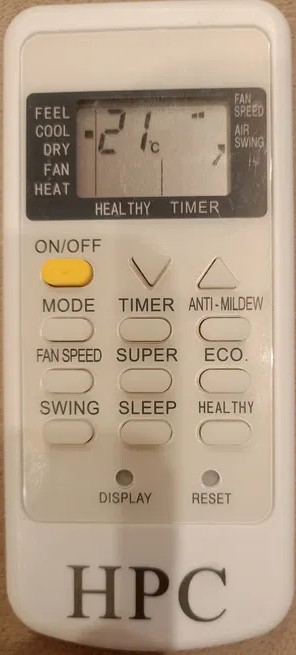 FEEL
COOL
DRY
FAN
HEAT
21°C
FAN SPEED
AIR SWING
HEALTHY TIMER
ON/OFF
MODE TIMER ANTI-MILDEW
FAN SPEED SUPER ECO.
SWING SLEEP HEALTHY
DISPLAY RESET
HPC